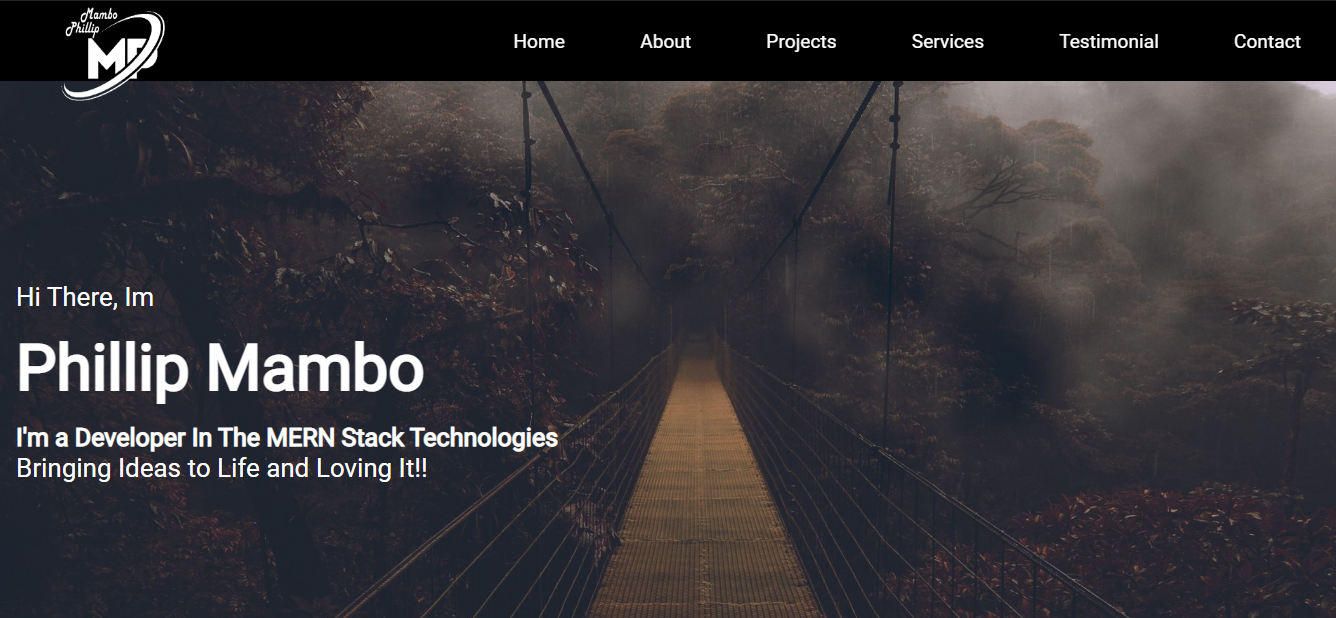 Mambo
Phillip
MP
Home About Projects Services Testimonial Contact
Hi There, Im
Phillip Mambo
I'm a Developer In The MERN Stack Technologies
Bringing Ideas to Life and Loving It!!